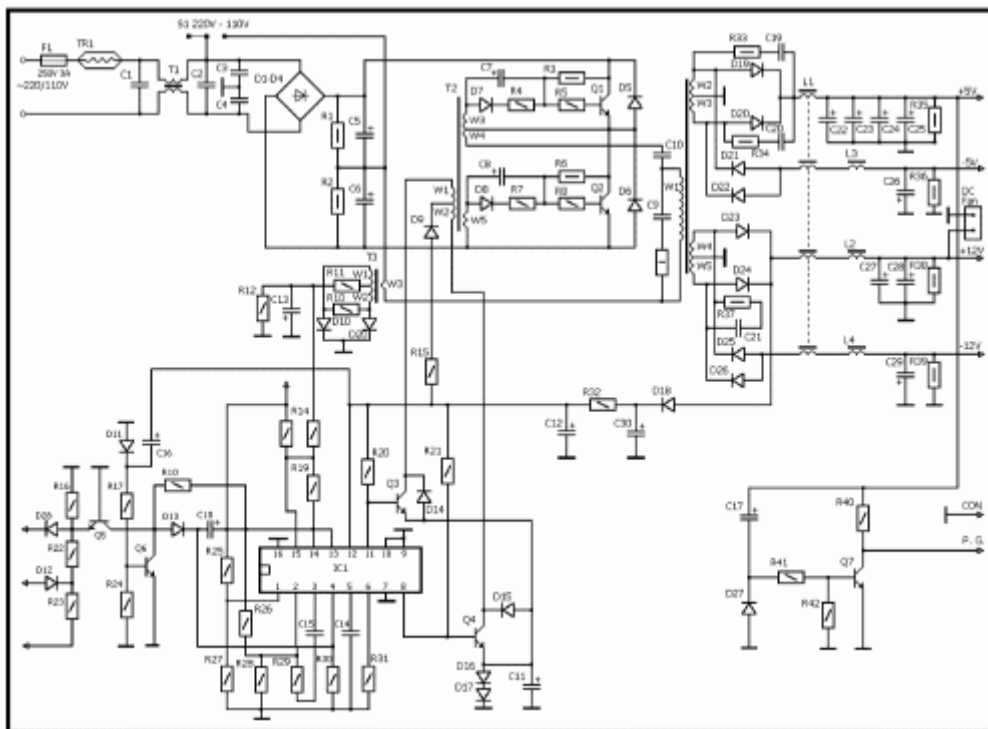 S1 220V - 110V
F1
TR1
250V 3A
~220/110V
C1
T1
C2
C3
C4
D1-D4
R1
R2
C5
C6
T2
C7
R3
D7
R4
R5
Q1
D5
W3
W4
C8
R6
D8
R7
R8
Q2
D6
W5
W1
W2
D9
C10
W1
C9
R33
C19
D19
W2
W3
D20
C20
R34
L1
+5V
C22
C23
C24
C25
R35
D21
D22
L3
-5V
C26
R36
DC
Fan
D23
W4
W5
D24
L2
+12V
C27
C28
R38
R37
C21
D25
D26
L4
-12V
C29
R39
T3
R11
W1
W3
R12
C13
R10
W2
D10
R15
R32
D18
C12
C30
R14
R19
R20
R21
Q3
D14
D11
C16
R16
R17
R10
D28
Q5
D13
C18
R22
Q6
D12
R23
R24
R25
16
15
14
13
12
11
10
9
IC1
1
2
3
4
5
6
7
8
R26
C15
C14
R27
R28
R29
R30
R31
Q4
D15
D16
D17
C11
C17
R40
CON
P.G.
R41
Q7
R42
D27